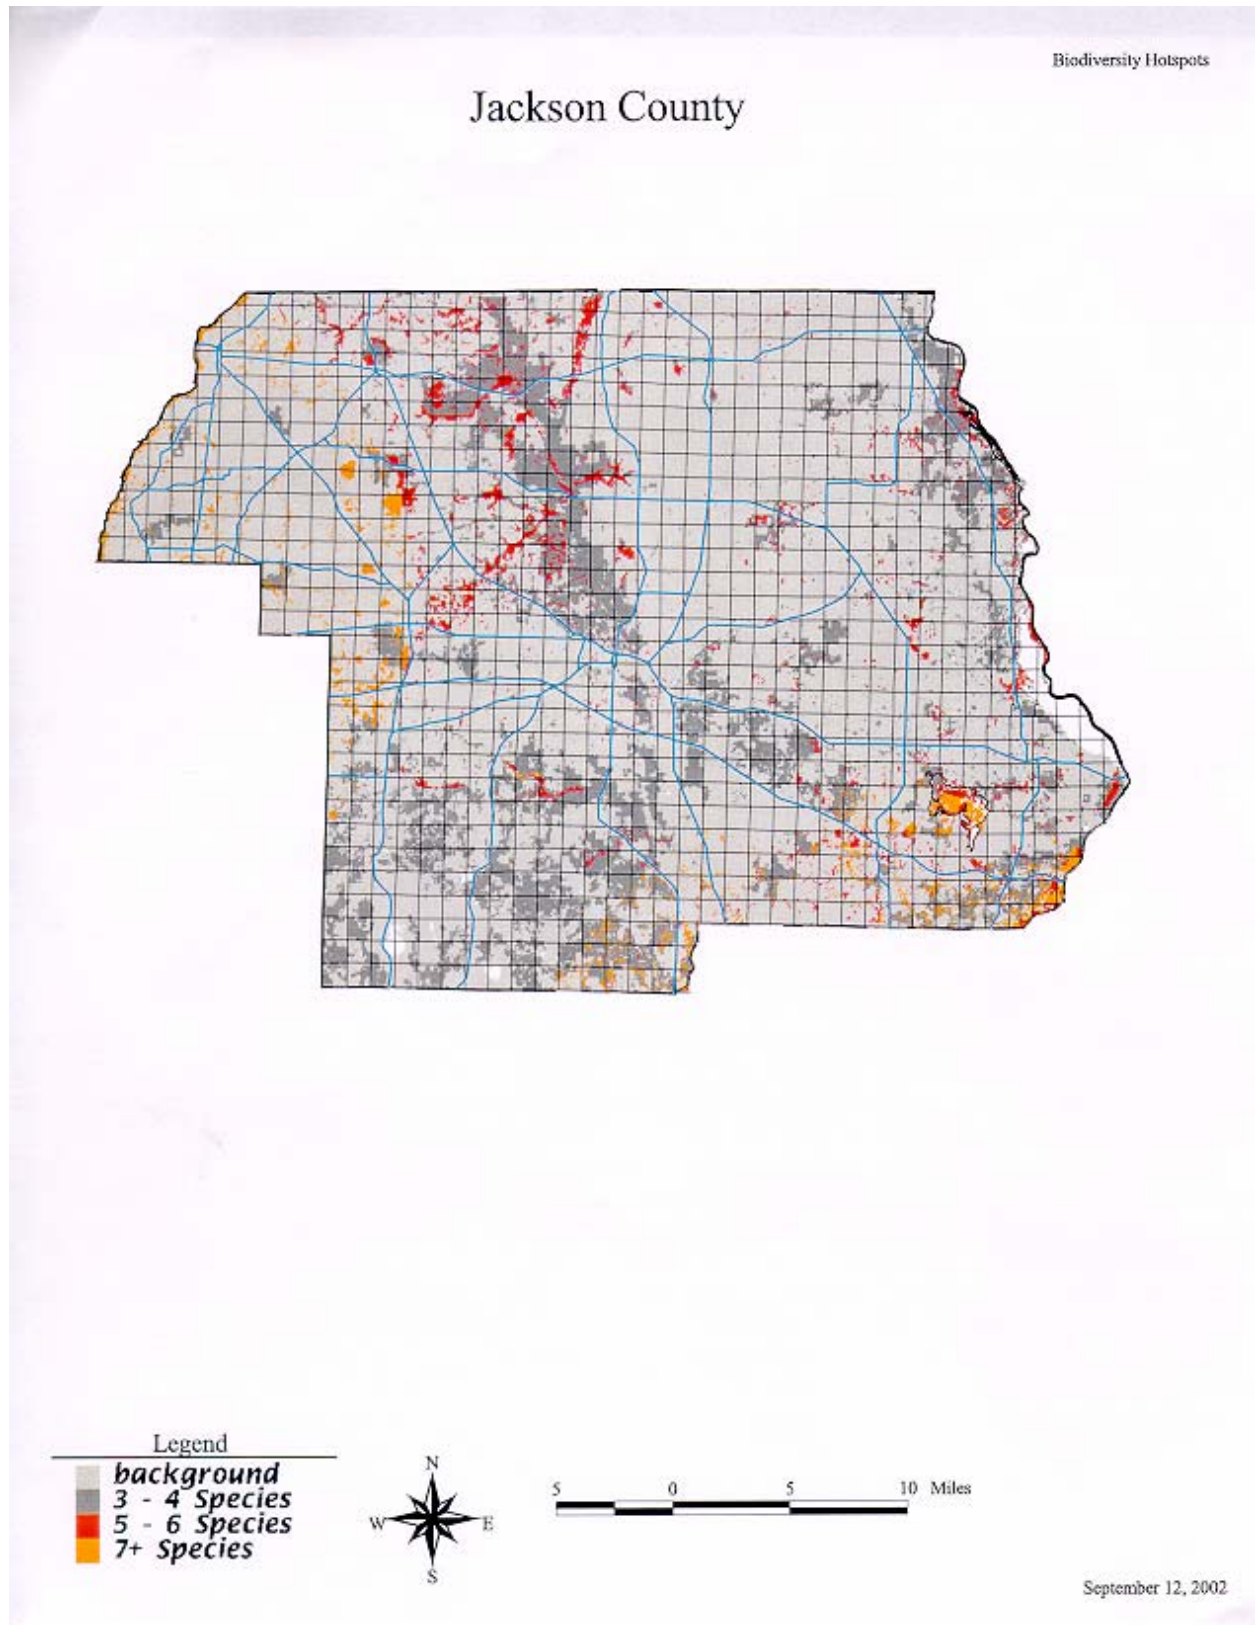 Biodiversity Hotspots
Jackson County
Legend
background
3 - 4 Species
5 - 6 Species
7+ Species
N
W
E
S
5 0 5 10 Miles
September 12, 2002